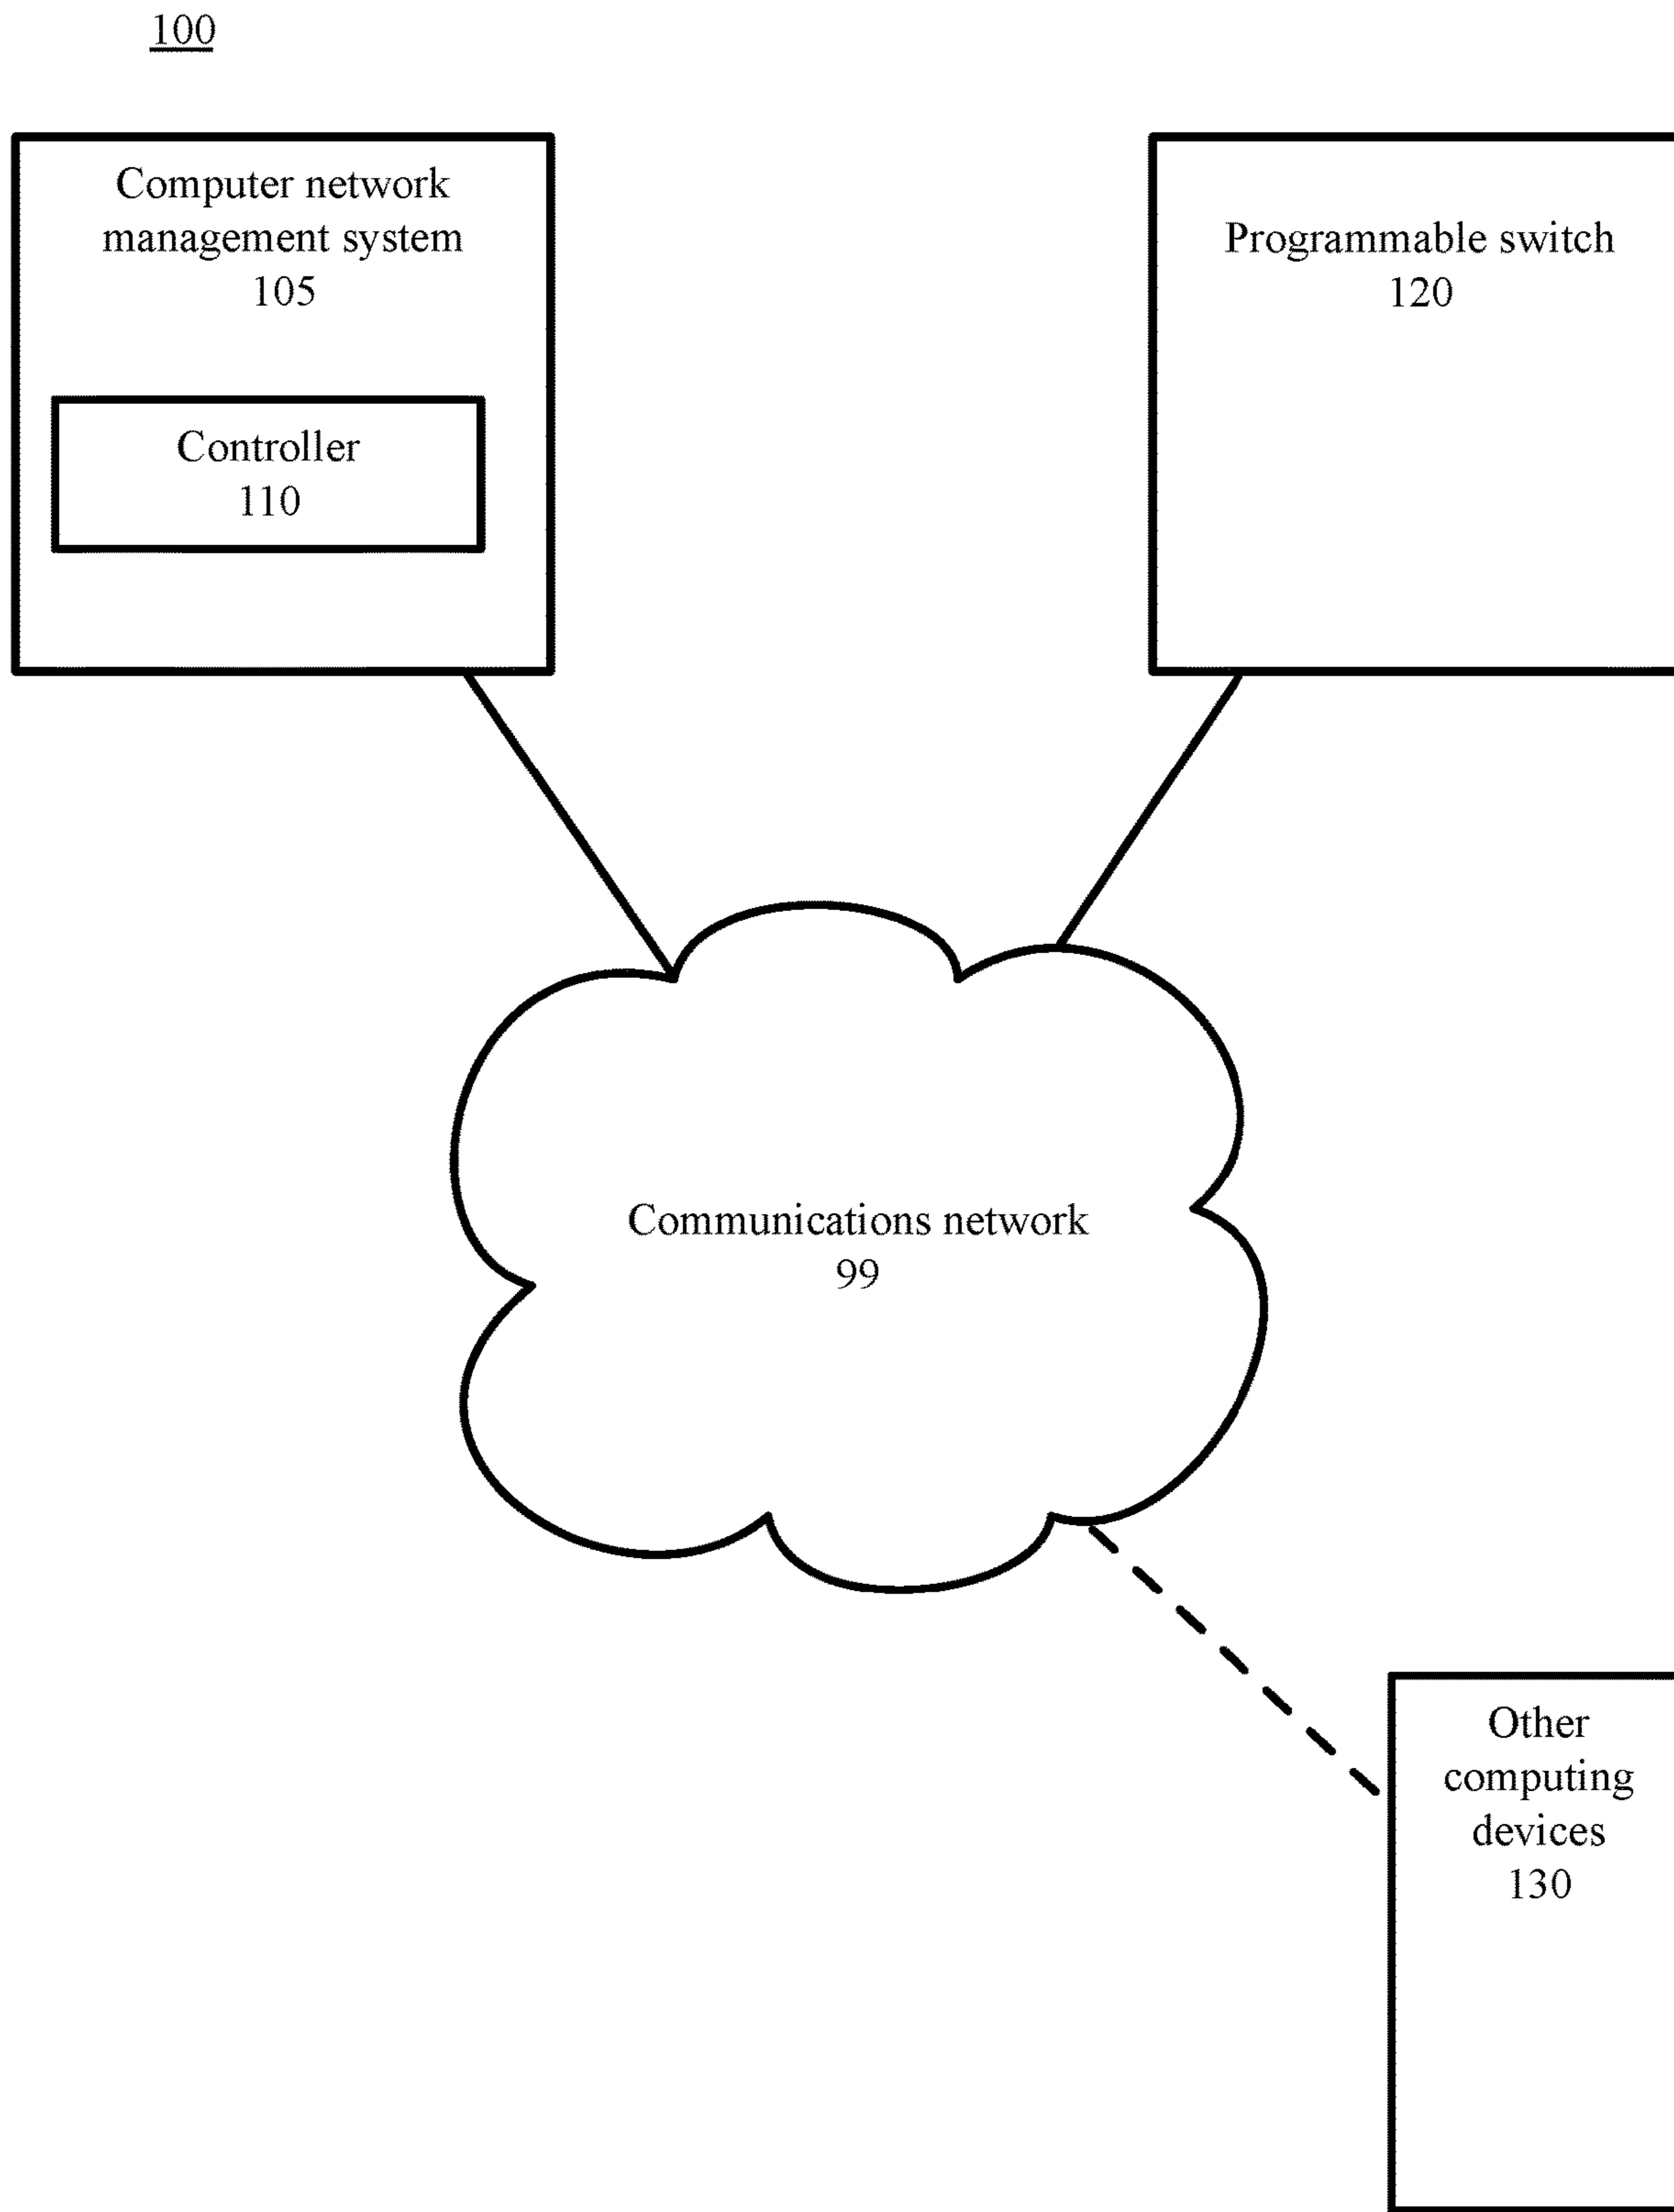 100
Computer network
management system
105
Controller
110
Programmable switch
120
Communications network
99
Other
computing
devices
130